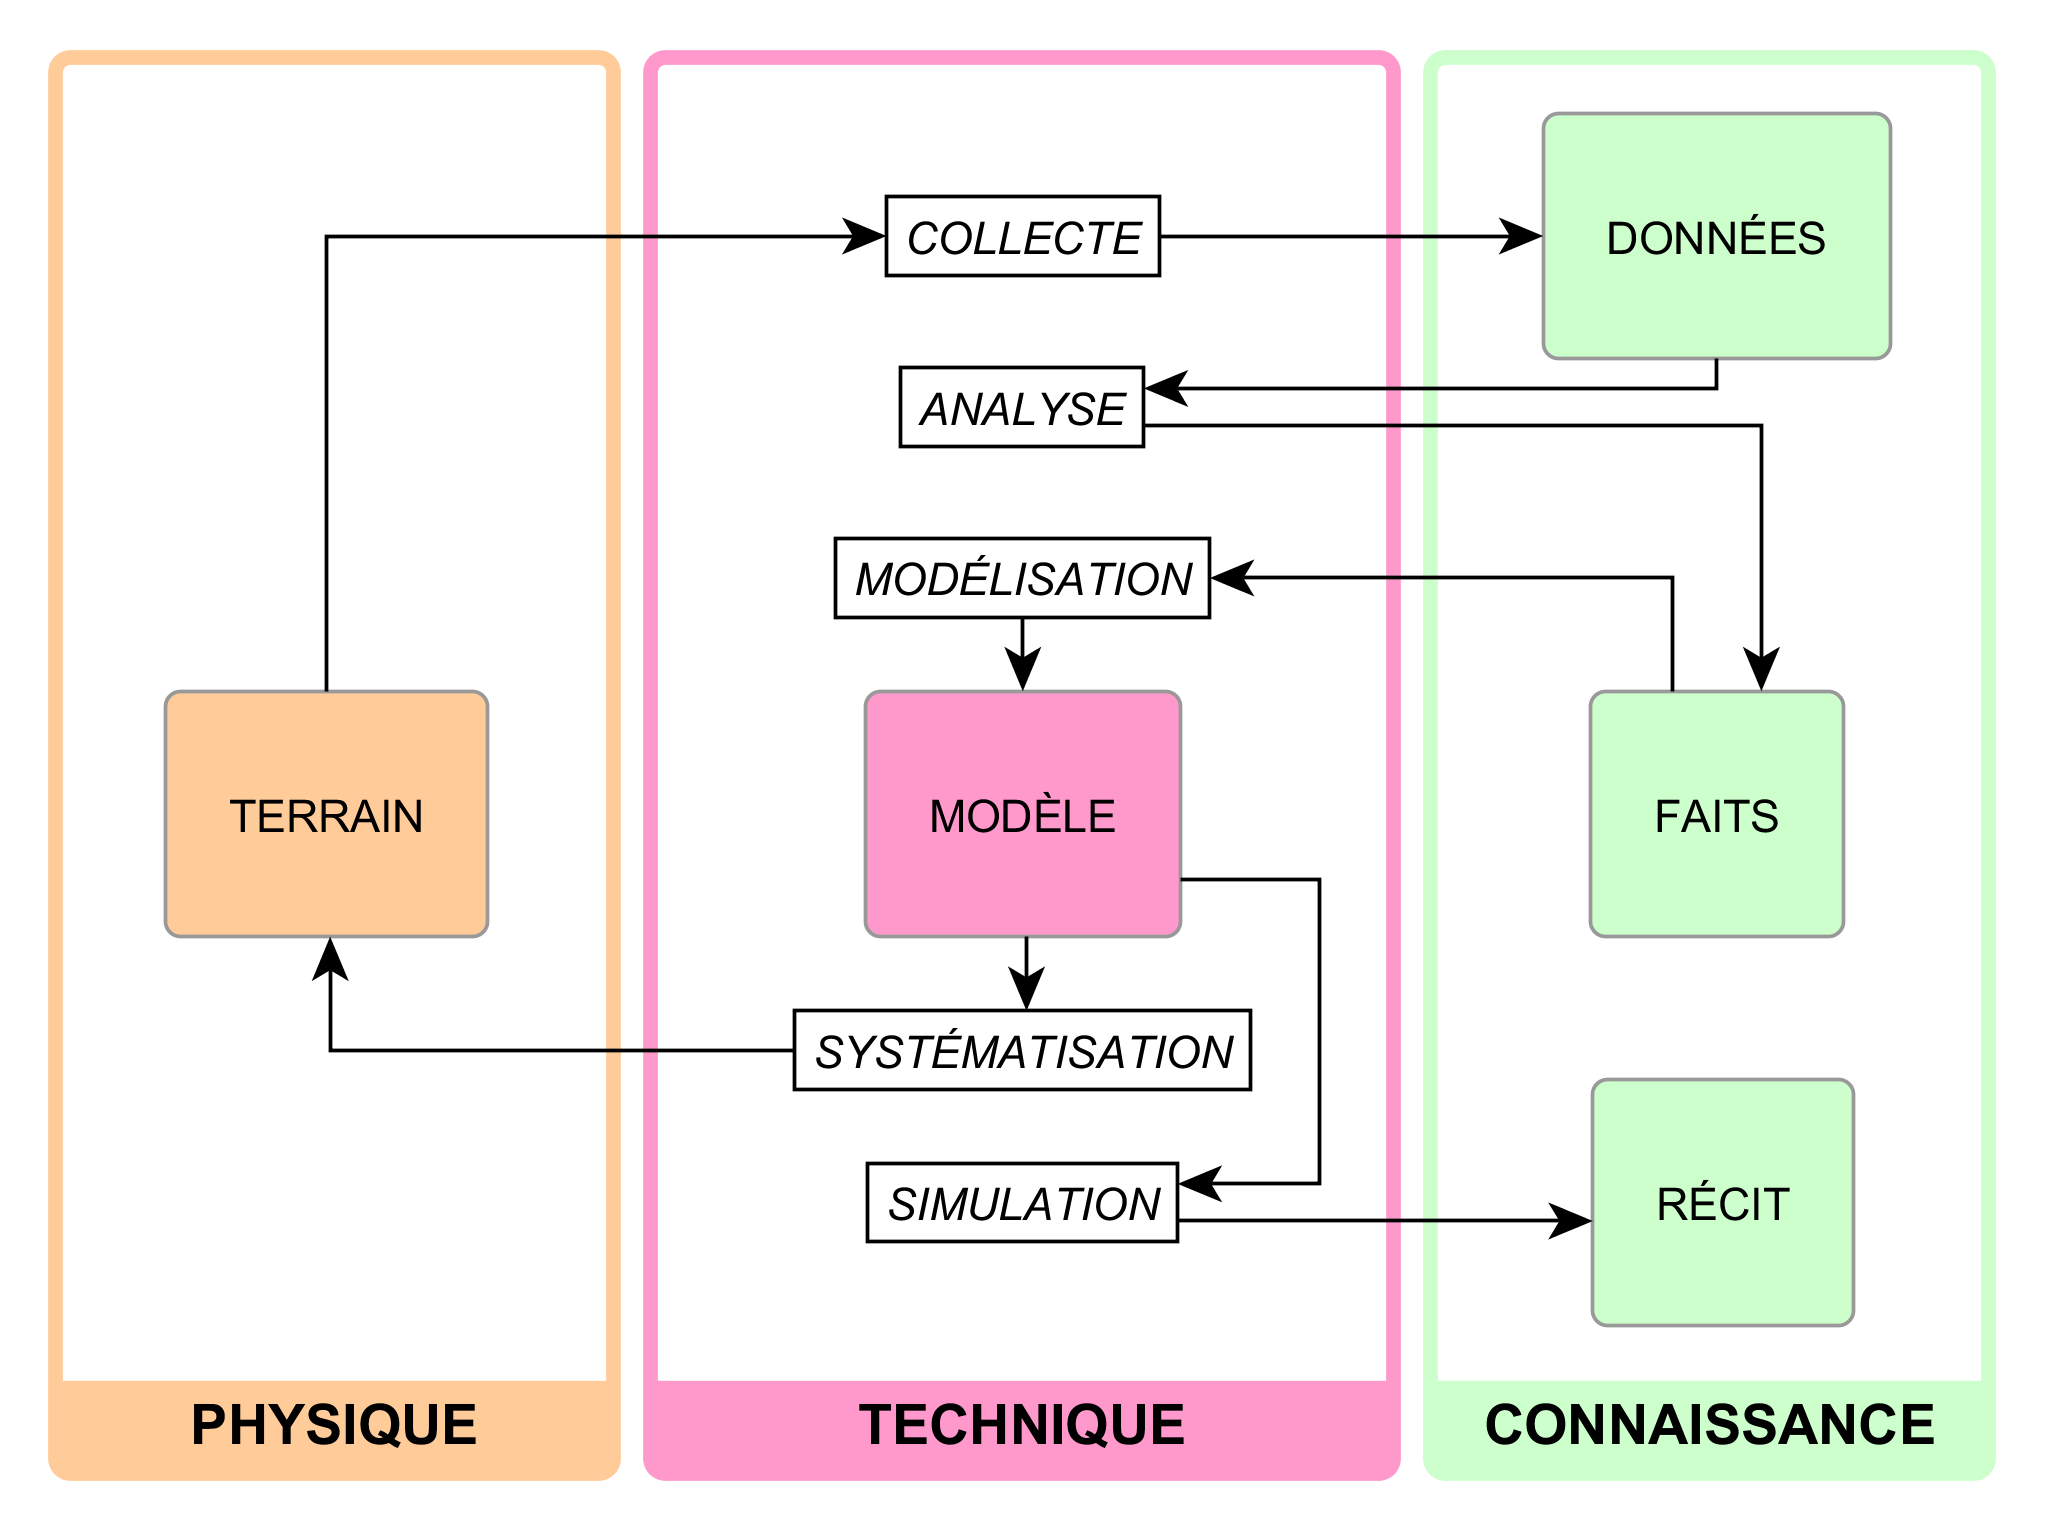 COLLECTE
DONNÉES
ANALYSE
MODÉLISATION
TERRAIN
MODÈLE
FAITS
SYSTÉMATISATION
SIMULATION
RÉCIT
PHYSIQUE
TECHNIQUE
CONNAISSANCE